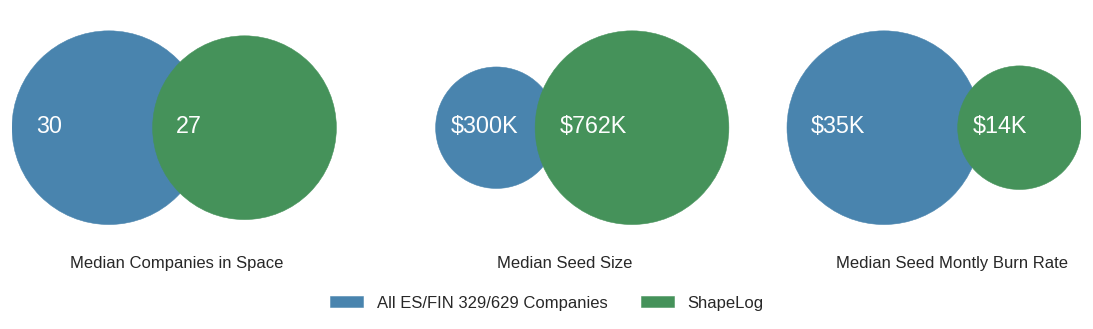 30
27
$300K
$762K
$35K
$14K
Median Companies in Space
Median Seed Size
Median Seed Montly Burn Rate
All ES/FIN 329/629 Companies
ShapeLog